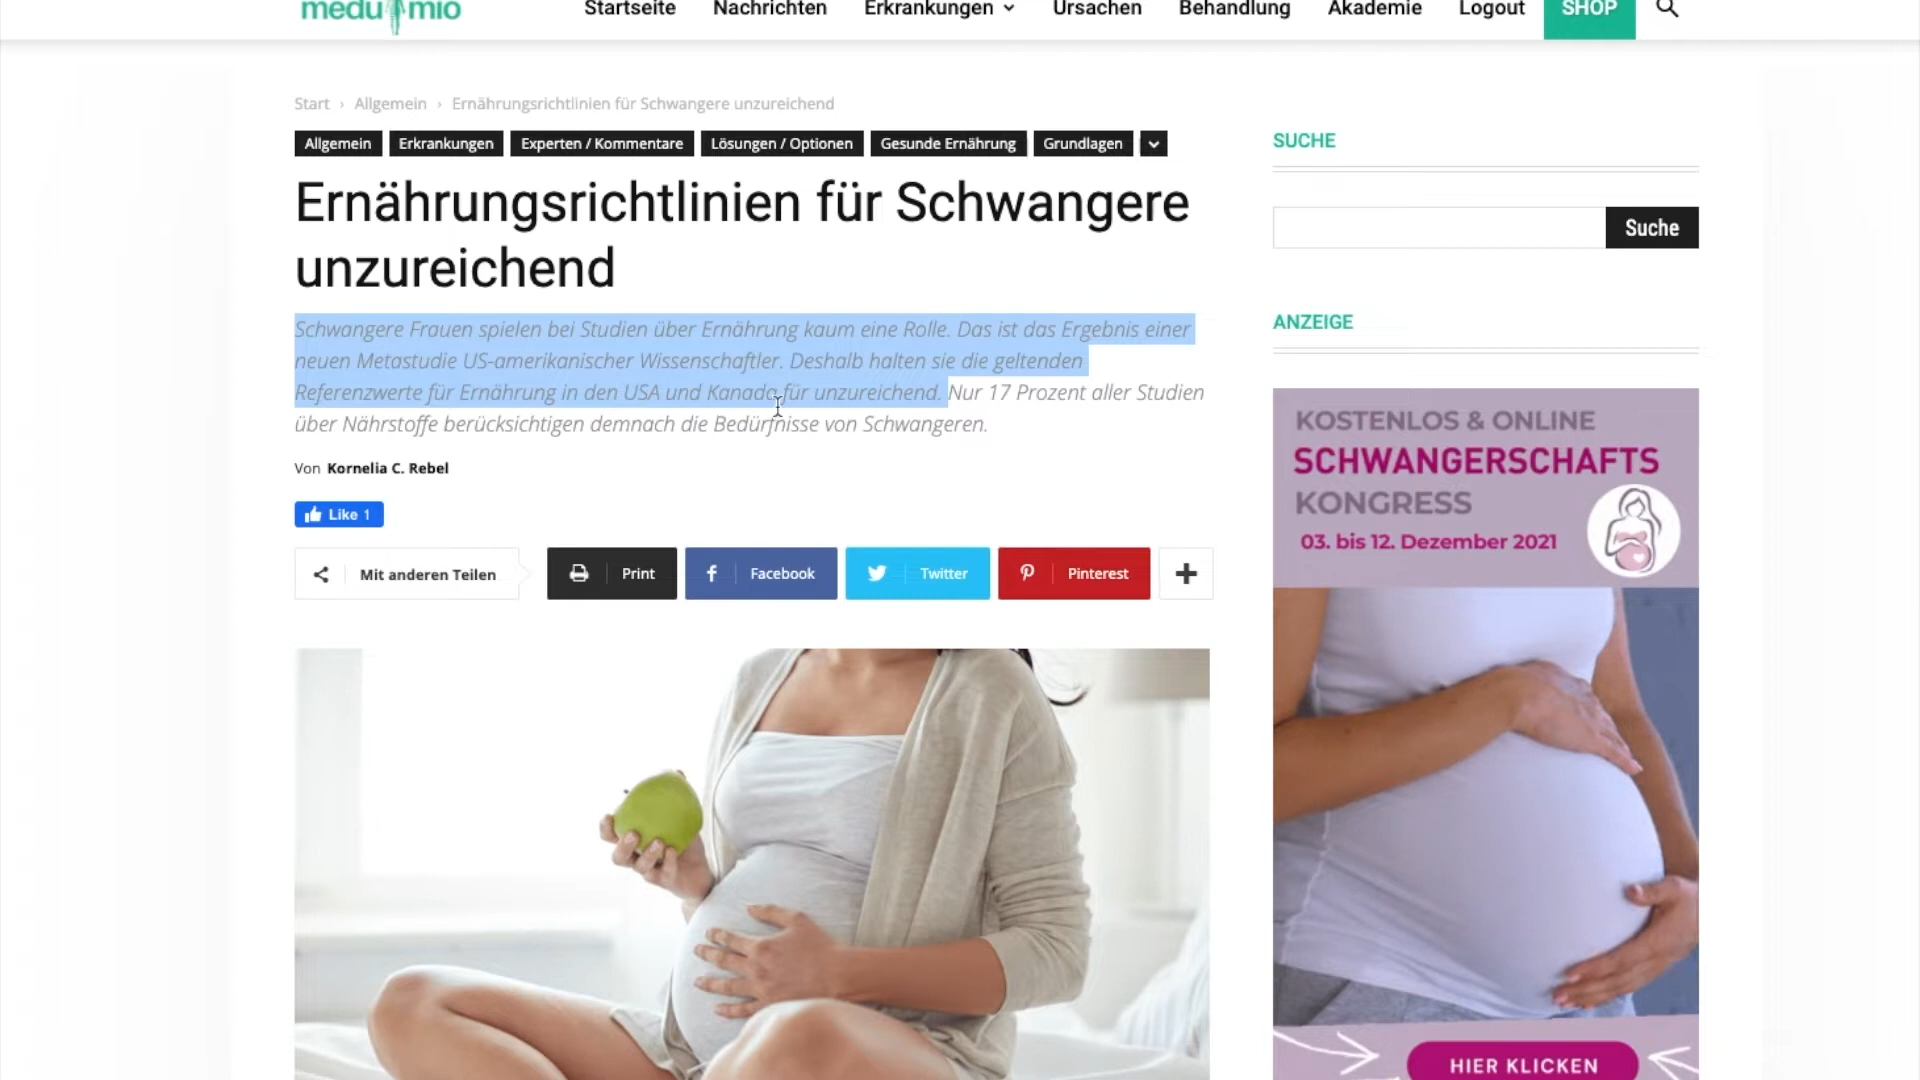 medumio
Startseite Nachrichten Erkrankungen Ursachen Behandlung Akademie Logout SHOP
Start › Allgemein › Ernährungsrichtlinien für Schwangere unzureichend
Allgemein Erkrankungen Experten / Kommentare Lösungen / Optionen Gesunde Ernährung Grundlagen
Ernährungsrichtlinien für Schwangere
unzureichend
Schwangere Frauen spielen bei Studien über Ernährung kaum eine Rolle. Das ist das Ergebnis einer
neuen Metastudie US-amerikanischer Wissenschaftler. Deshalb halten sie die geltenden
Referenzwerte für Ernährung in den USA und Kanada für unzureichend. Nur 17 Prozent aller Studien
über Nährstoffe berücksichtigen demnach die Bedürfnisse von Schwangeren.
Von Kornelia C. Rebel
Like 1
Mit anderen Teilen Print Facebook Twitter Pinterest
SUCHE
Suche
ANZEIGE
KOSTENLOS & ONLINE
SCHWANGERSCHAFTS
KONGRESS
03. bis 12. Dezember 2021
HIER KLICKEN